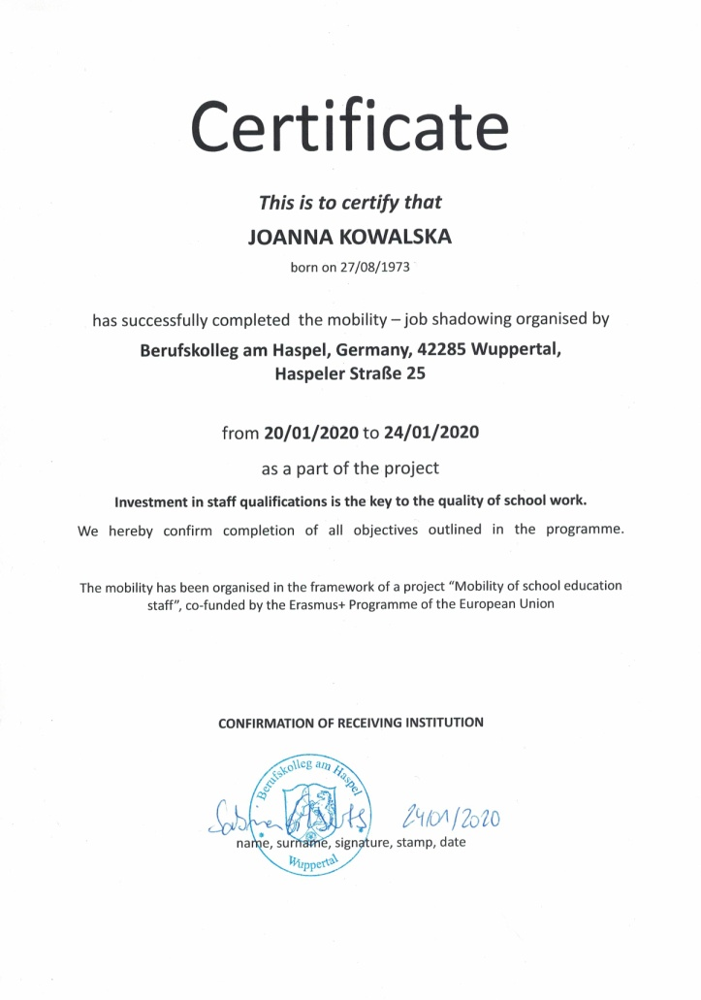 Certificate
This is to certify that
JOANNA KOWALSKA
born on 27/08/1973
has successfully completed the mobility – job shadowing organised by
Berufskolleg am Haspel, Germany, 42285 Wuppertal,
Haspeler Straße 25
from 20/01/2020 to 24/01/2020
as a part of the project
Investment in staff qualifications is the key to the quality of school work.
We hereby confirm completion of all objectives outlined in the programme.
The mobility has been organised in the framework of a project “Mobility of school education
staff”, co-funded by the Erasmus+ Programme of the European Union
CONFIRMATION OF RECEIVING INSTITUTION
Berufskolleg am Haspel
24/01/2020
name, surname, signature, stamp, date
Wuppertal